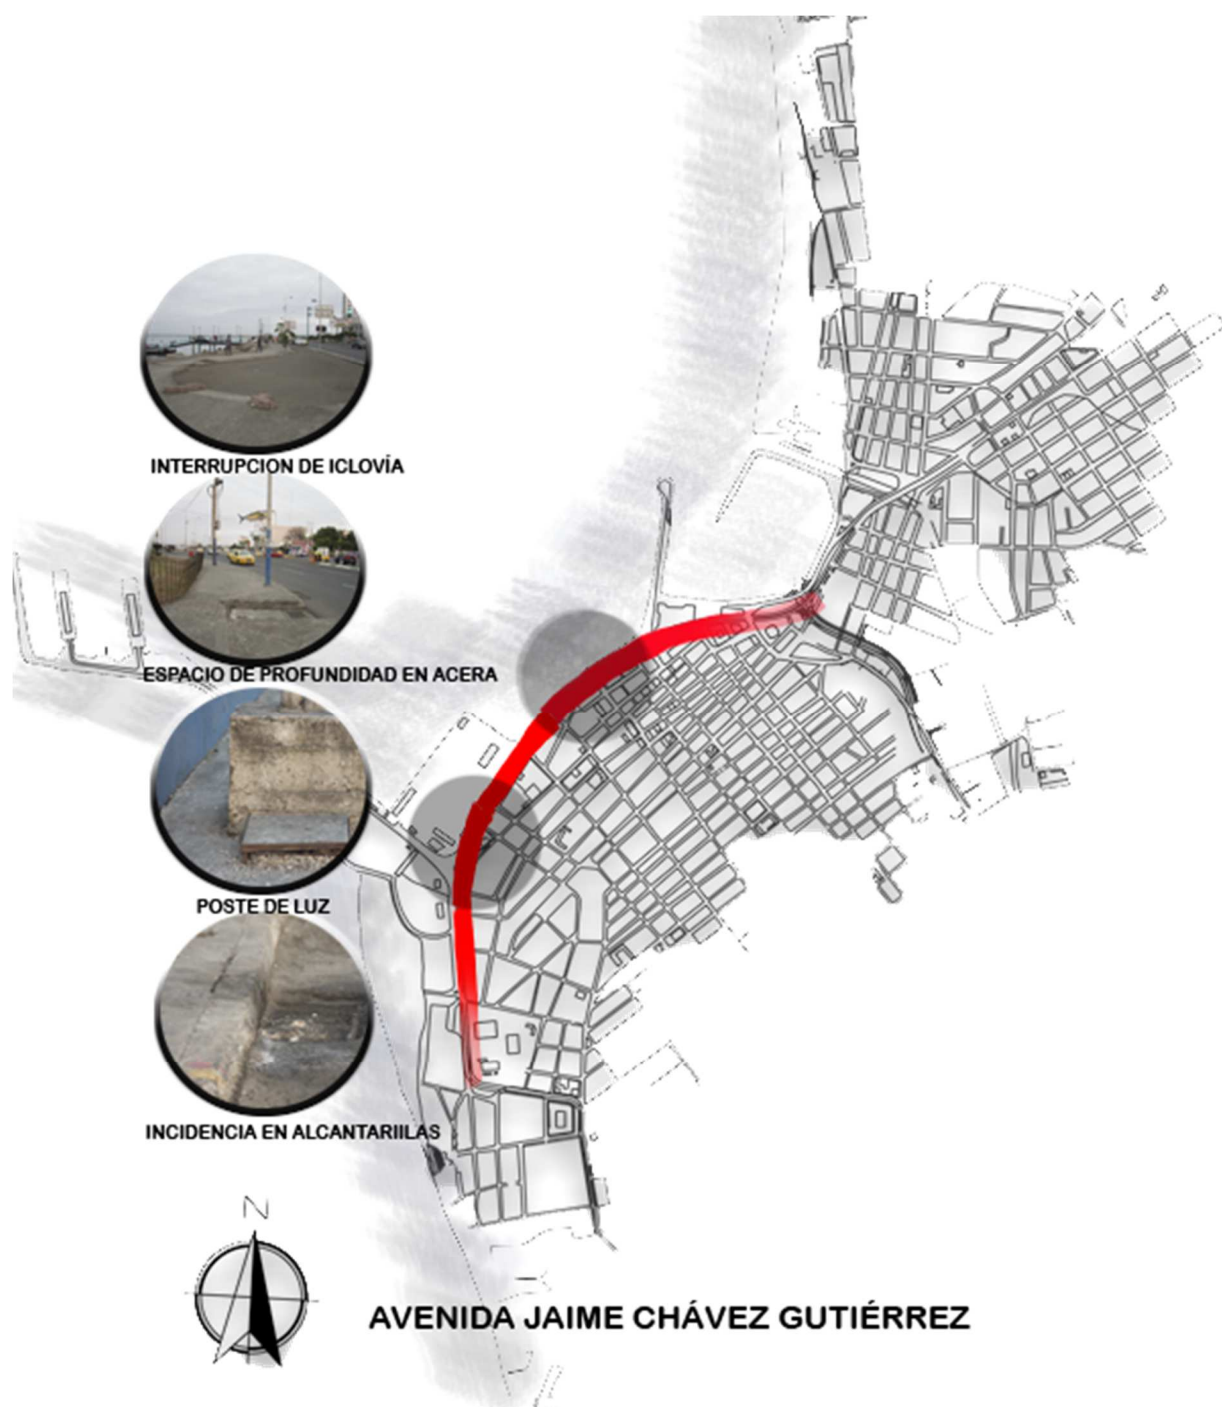 INTERRUPCION DE ICLOVÍA
ESPACIO DE PROFUNDIDAD EN ACERA
POSTE DE LUZ
INCIDENCIA EN ALCANTARIILAS
N
AVENIDA JAIME CHÁVEZ GUTIÉRREZ